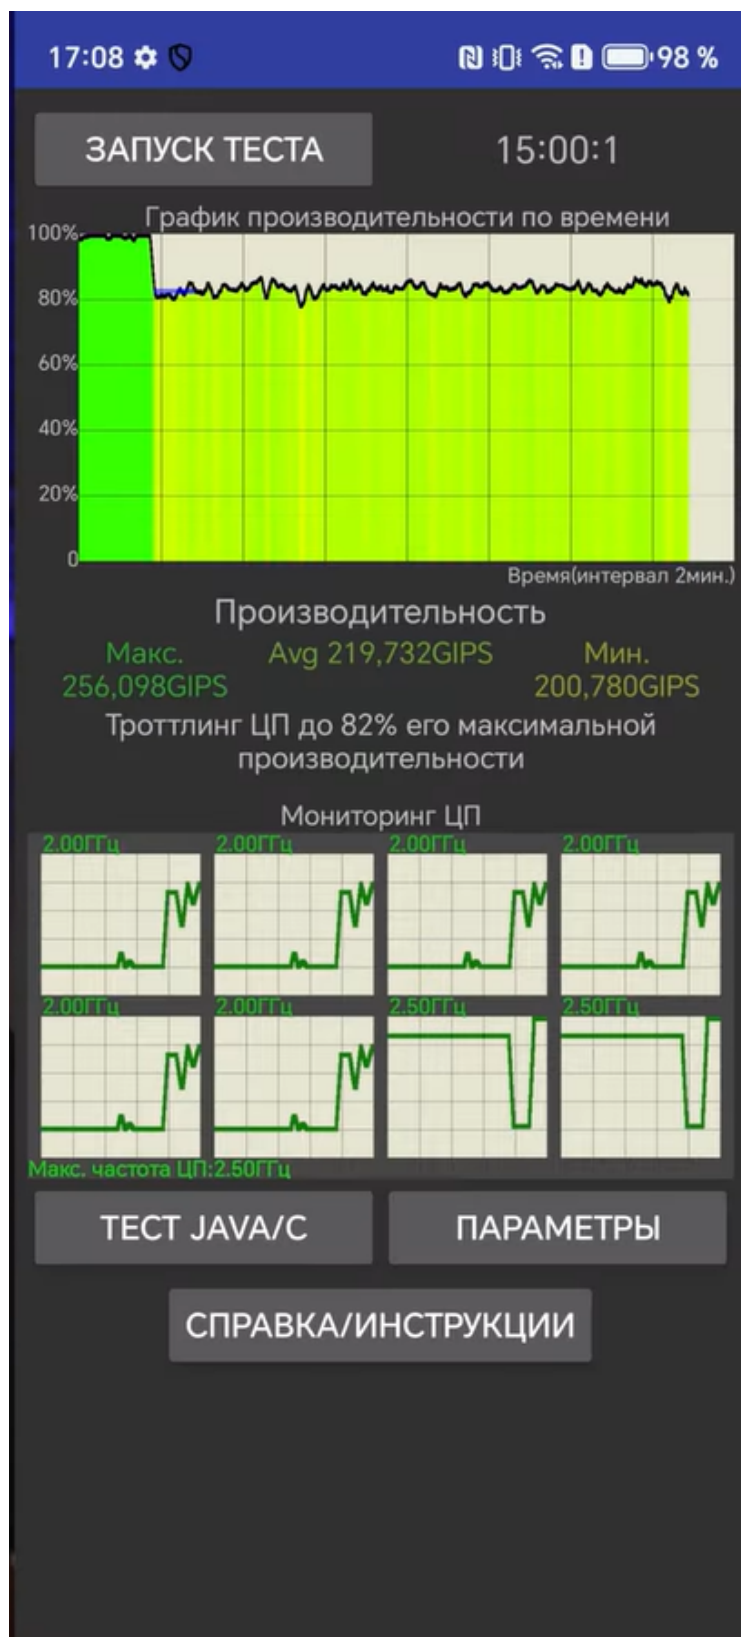 17:08 98 %
ЗАПУСК ТЕСТА 15:00:1
График производительности по времени
100%
80%
60%
40%
20%
0
Время(интервал 2мин.)
Производительность
Макс. Avg 219,732GIPS Мин.
256,098GIPS 200,780GIPS
Троттлинг ЦП до 82% его максимальной
производительности
Мониторинг ЦП
2.00ГГц 2.00ГГц 2.00ГГц 2.00ГГц
2.00ГГц 2.00ГГц 2.50ГГц 2.50ГГц
Макс. частота ЦП:2.50ГГц
ТЕСТ JAVA/C ПАРАМЕТРЫ
СПРАВКА/ИНСТРУКЦИИ